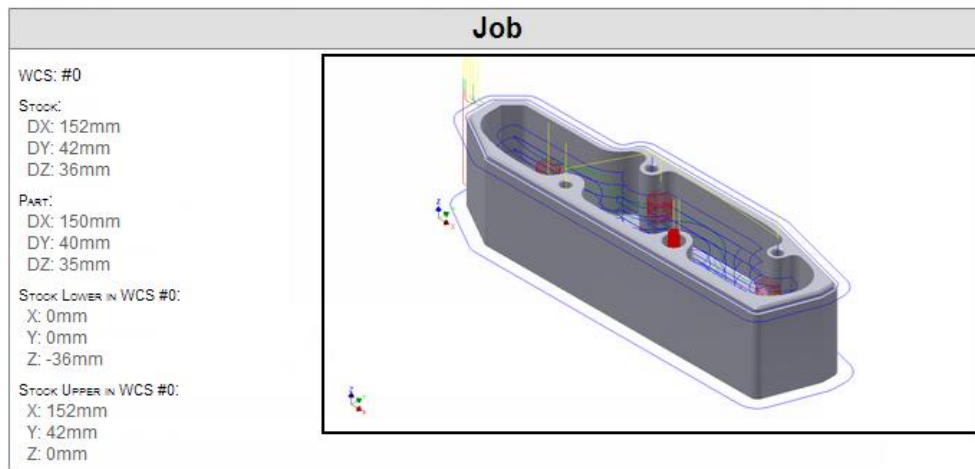 Job
WCS: #0
Stock:
DX: 152mm
DY: 42mm
DZ: 36mm
Part:
DX: 150mm
DY: 40mm
DZ: 35mm
Stock Lower in WCS #0:
X: 0mm
Y: 0mm
Z: -36mm
Stock Upper in WCS #0:
X: 152mm
Y: 42mm
Z: 0mm